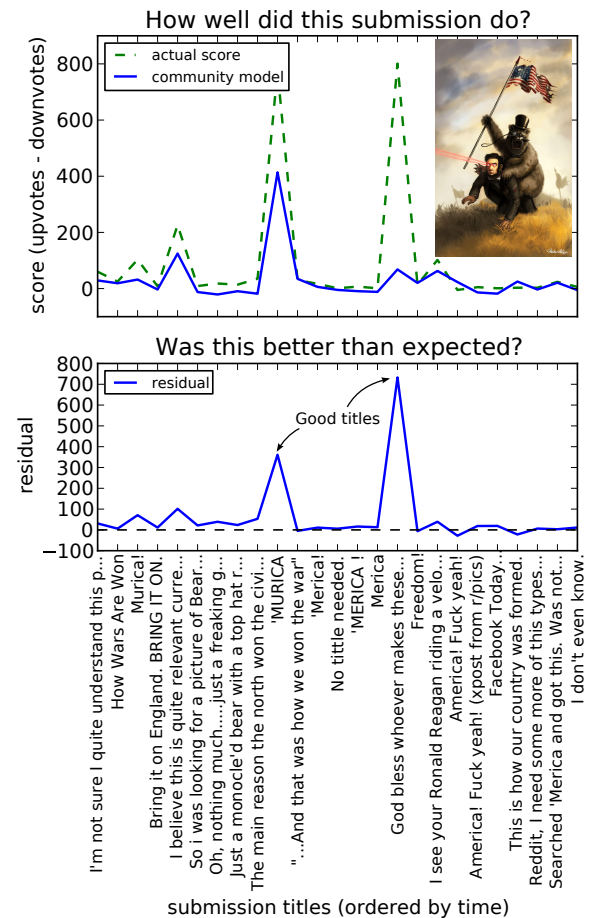 How well did this submission do?
actual score
community model
score (upvotes - downvotes)
800
600
400
200
0
Was this better than expected?
residual
Good titles
residual
800
700
600
500
400
300
200
100
0
−100
I'm not sure I quite understand this p...
How Wars Are Won
Murica!
Bring it on England. BRING IT ON.
I believe this is quite relevant curre...
So i was looking for a picture of Bear...
Oh, nothing much.....just a freaking g...
Just a monocle'd bear with a top hat r...
The main reason the north won the civi...
'MURICA
"...And that was how we won the war"
'Merica!
No tittle needed.
'MERICA !
Merica
God bless whoever makes these...
Freedom!
I see your Ronald Reagan riding a velo...
America! Fuck yeah!
America! Fuck yeah! (xpost from r/pics)
Facebook Today...
This is how our country was formed.
Reddit, I need some more of this types...
Searched 'Merica and got this. Was not...
I don't even know.
submission titles (ordered by time)